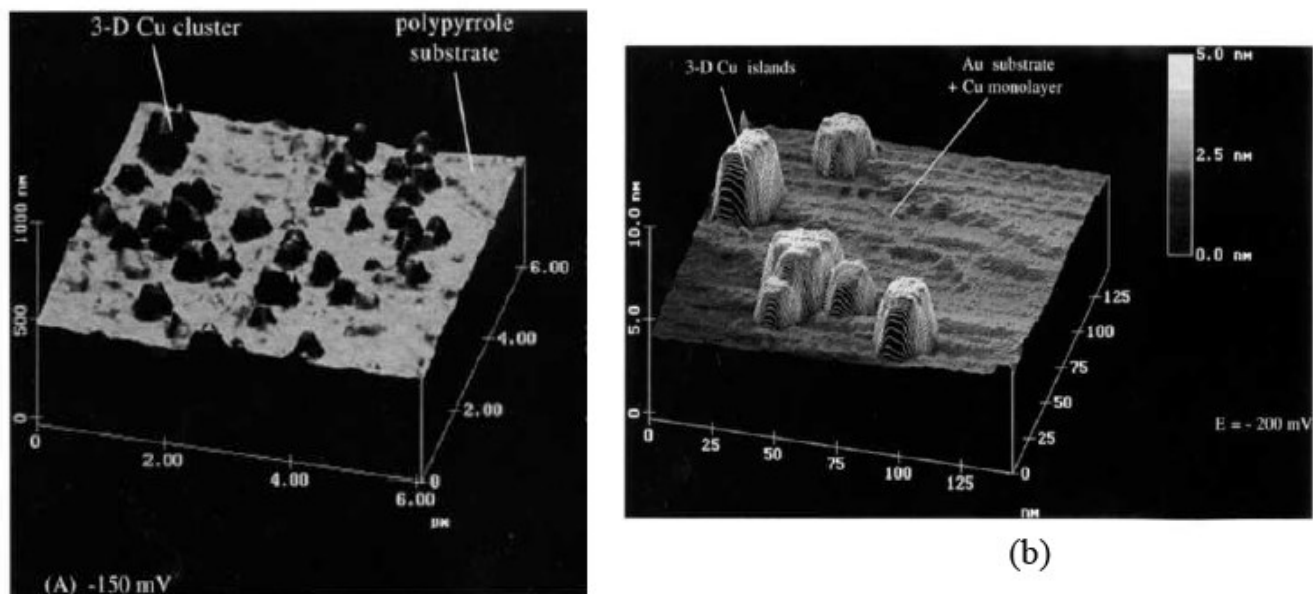 3-D Cu cluster
polypyrrole
substrate
1000 nm
500
0
0
2.00
4.00
6.00
µm
0
2.00
4.00
6.00
(A) -150 mV
3-D Cu islands
Au substrate
+ Cu monolayer
10.0 nm
5.0
0
0
25
50
75
100
125
nm
0
25
50
75
100
125
5.0 nm
2.5 nm
0.0 nm
E = - 200 mV
(b)